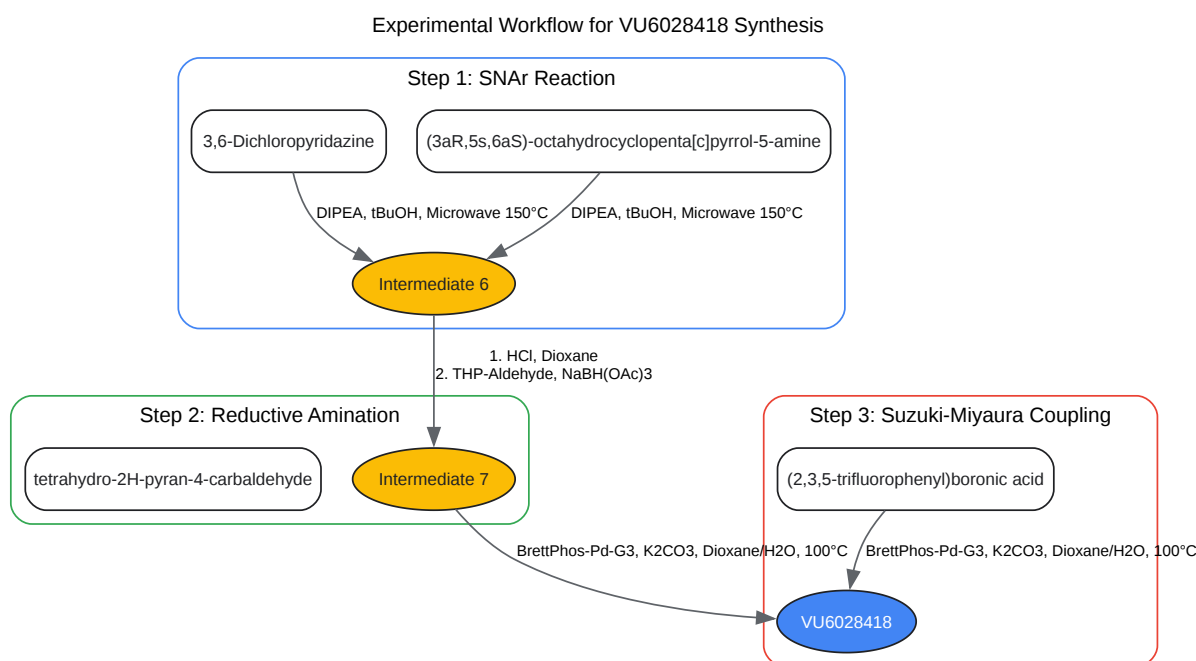 Experimental Workflow for VU6028418 Synthesis
Step 1: SNAr Reaction
3,6-Dichloropyridazine
(3aR,5s,6aS)-octahydrocyclopenta[c]pyrrol-5-amine
DIPEA, tBuOH, Microwave 150°C
DIPEA, tBuOH, Microwave 150°C
Intermediate 6
1. HCl, Dioxane
2. THP-Aldehyde, NaBH(OAc)3
Step 2: Reductive Amination
tetrahydro-2H-pyran-4-carbaldehyde
Intermediate 7
Step 3: Suzuki-Miyaura Coupling
(2,3,5-trifluorophenyl)boronic acid
BrettPhos-Pd-G3, K2CO3, Dioxane/H2O, 100°C
BrettPhos-Pd-G3, K2CO3, Dioxane/H2O, 100°C
VU6028418